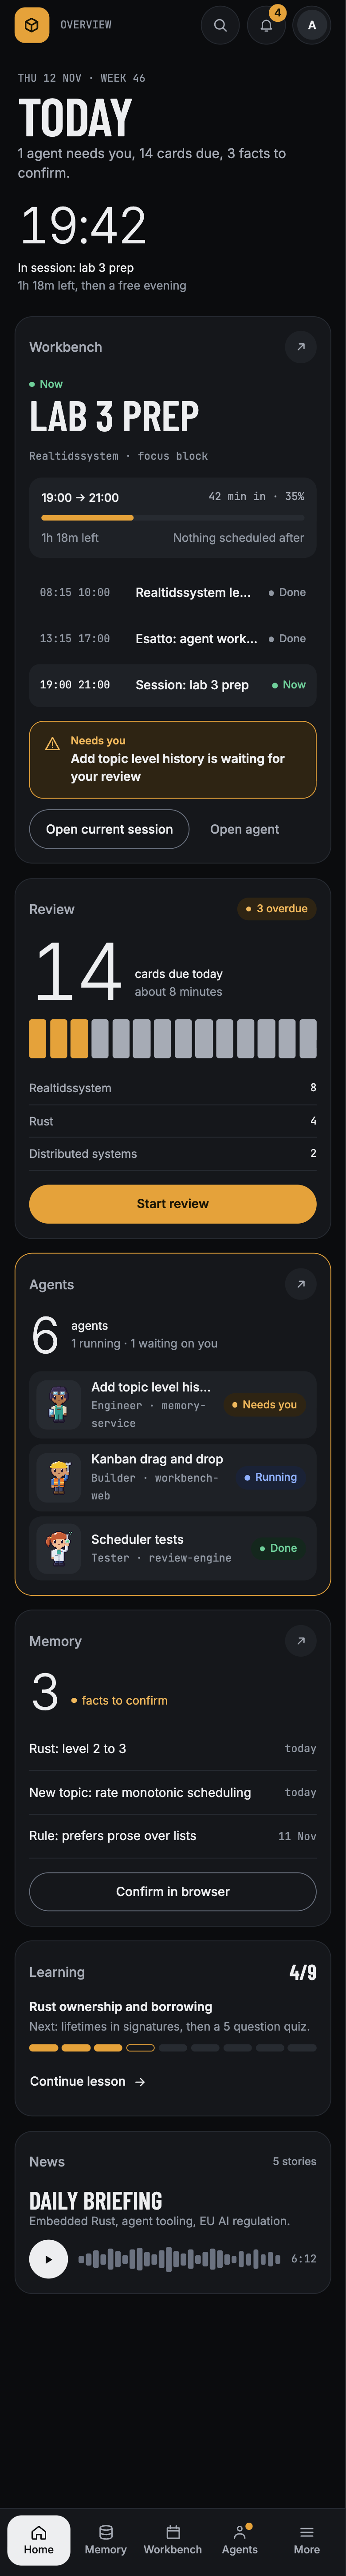 OVERVIEW
4
A
THU 12 NOV · WEEK 46
TODAY
1 agent needs you, 14 cards due, 3 facts to
confirm.
19:42
In session: lab 3 prep
1h 18m left, then a free evening
Workbench
Now
LAB 3 PREP
Realtidssystem · focus block
19:00 → 21:00
42 min in · 35%
1h 18m left
Nothing scheduled after
08:15 10:00 Realtidssystem le... Done
13:15 17:00 Esatto: agent work... Done
19:00 21:00 Session: lab 3 prep Now
Needs you
Add topic level history is waiting for
your review
Open current session
Open agent
Review
3 overdue
14
cards due today
about 8 minutes
Realtidssystem 8
Rust 4
Distributed systems 2
Start review
Agents
6
agents
1 running · 1 waiting on you
Add topic level his...
Engineer · memory-
service
Needs you
Kanban drag and drop
Builder · workbench-
web
Running
Scheduler tests
Tester · review-engine
Done
Memory
3
facts to confirm
Rust: level 2 to 3 today
New topic: rate monotonic scheduling today
Rule: prefers prose over lists 11 Nov
Confirm in browser
Learning
4/9
Rust ownership and borrowing
Next: lifetimes in signatures, then a 5 question quiz.
Continue lesson →
News
5 stories
DAILY BRIEFING
Embedded Rust, agent tooling, EU AI regulation.
6:12
Home
Memory
Workbench
Agents
More